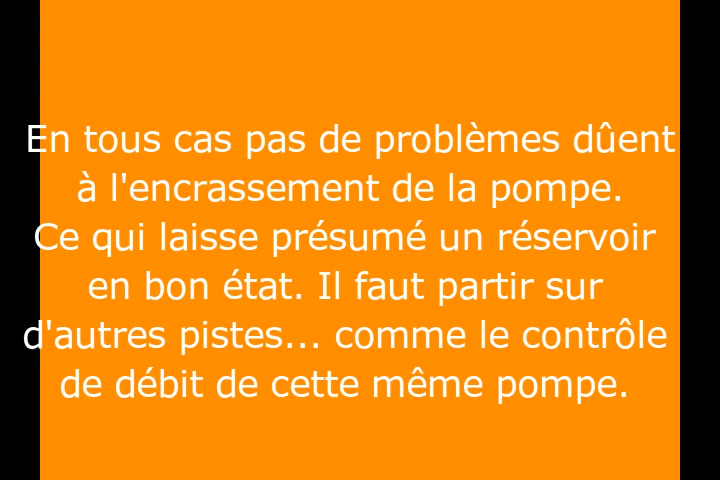 En tous cas pas de problèmes dûent
à l'encrassement de la pompe.
Ce qui laisse présumé un réservoir
en bon état. Il faut partir sur
d'autres pistes... comme le contrôle
de débit de cette même pompe.